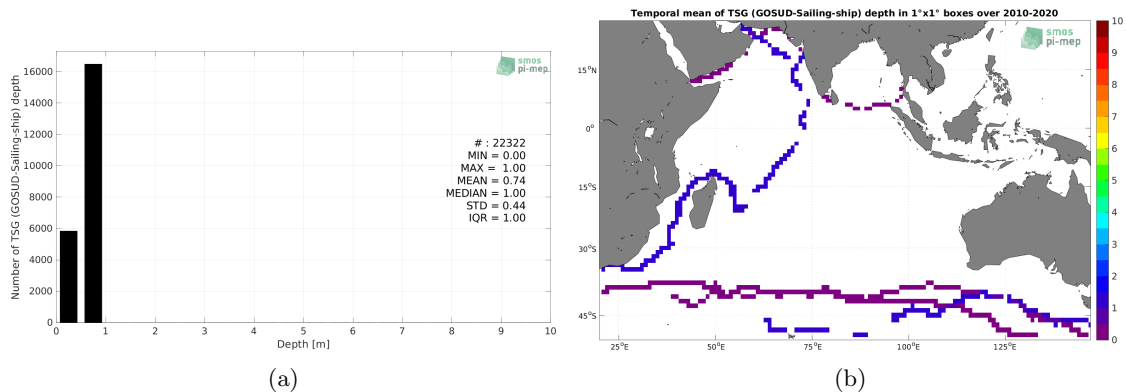 smos
pi-mep
16000
14000
12000
10000
8000
6000
4000
2000
0
Number of TSG (GOSUD-Sailing-ship) depth
# : 22322
MIN = 0.00
MAX = 1.00
MEAN = 0.74
MEDIAN = 1.00
STD = 0.44
IQR = 1.00
0 1 2 3 4 5 6 7 8 9 10
Depth [m]
(a)
Temporal mean of TSG (GOSUD-Sailing-ship) depth in 1°x1° boxes over 2010-2020
smos
pi-mep
15°N
0°
15°S
30°S
45°S
25°E 50°E 75°E 100°E 125°E
10
9
8
7
6
5
4
3
2
1
0
(b)